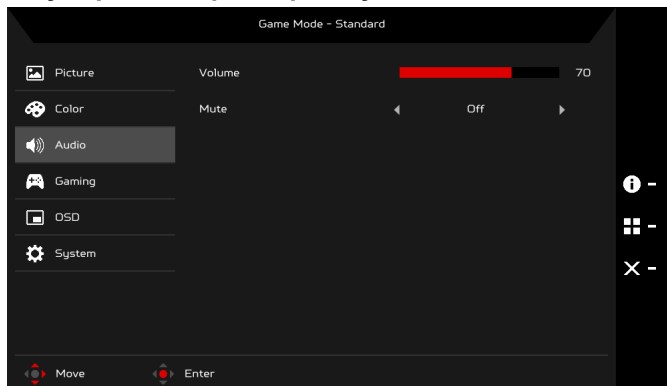 Game Mode - Standard
Picture
Volume 70
Color
Mute Off
Audio
Gaming
OSD
System
Move Enter